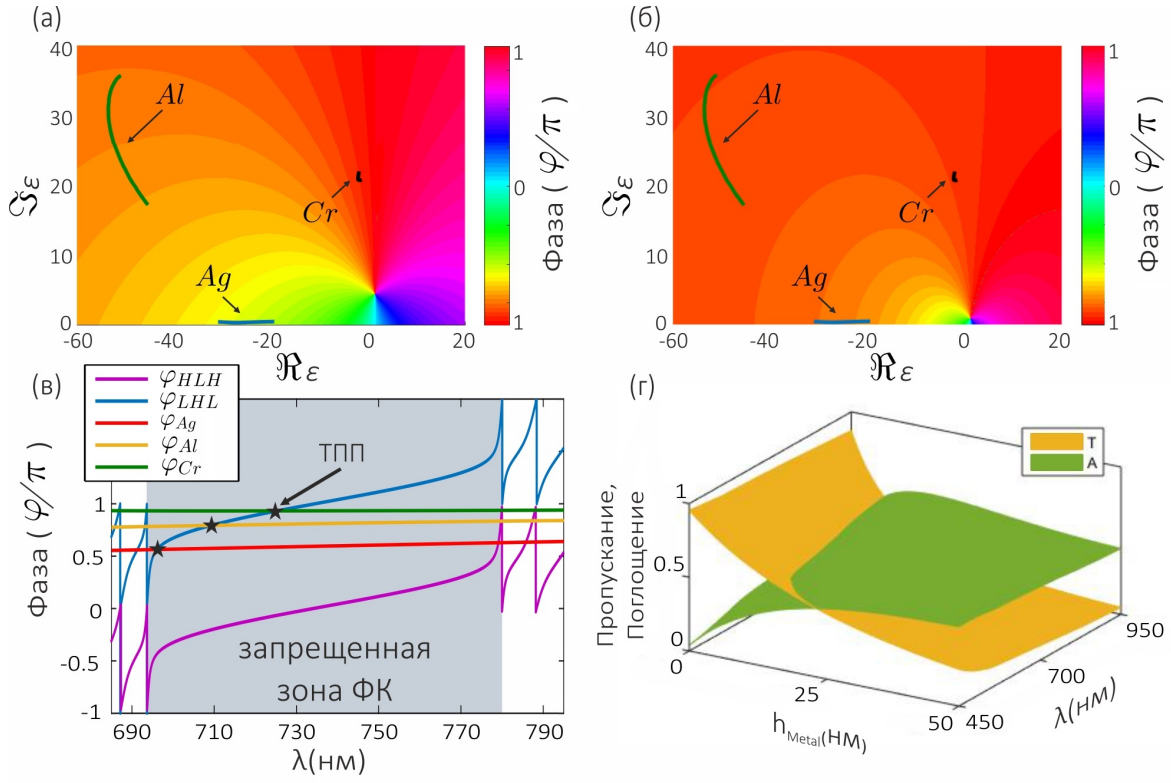 (а)
40
30
20
10
0
ℑε
-60
-40
-20
0
20
ℜε
Al
Cr
Ag
1
0
1
Фаза ( φ/π )
(б)
40
30
20
10
0
ℑε
-60
-40
-20
0
20
ℜε
Al
Cr
Ag
1
0
1
Фаза ( φ/π )
(в)
φHLH
φLHL
φAg
φAl
φCr
ТПП
1
0.5
0
-0.5
-1
Фаза ( φ/π )
запрещенная
зона ФК
690
710
730
750
770
790
λ(нм)
(г)
T
A
1
0.5
0
Пропускание,
Поглощение
0
25
50
hMetal(нм)
450
700
950
λ(нм)